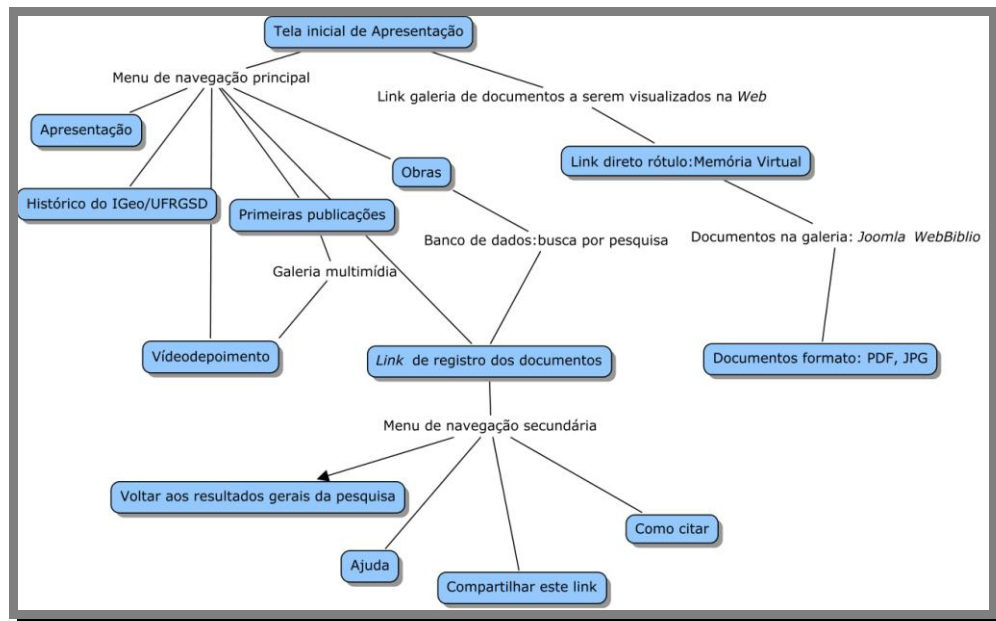 Tela inicial de Apresentação
Menu de navegação principal
Link galeria de documentos a serem visualizados na Web
Apresentação
Link direto rótulo:Memória Virtual
Obras
Histórico do IGeo/UFRGSD
Primeiras publicações
Banco de dados:busca por pesquisa
Documentos na galeria: Joomla WebBiblio
Galeria multimídia
Vídeodepoimento
Link de registro dos documentos
Documentos formato: PDF, JPG
Menu de navegação secundária
Voltar aos resultados gerais da pesquisa
Como citar
Ajuda
Compartilhar este link